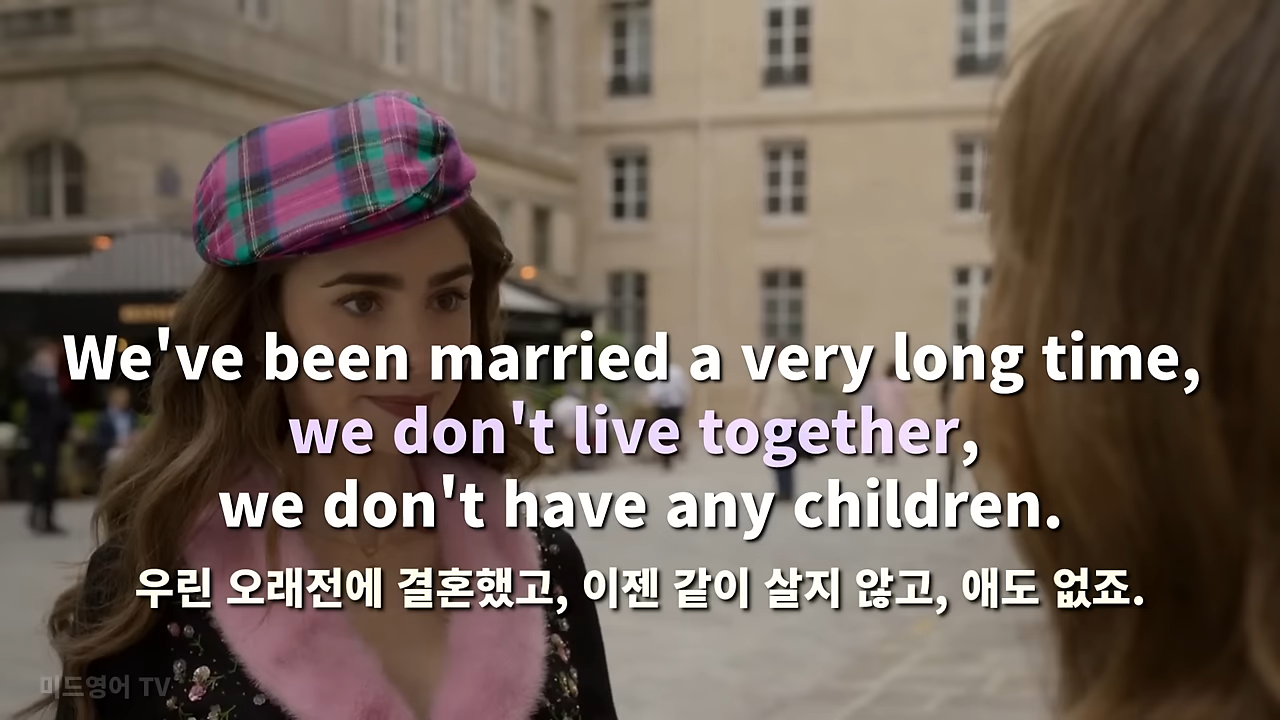 We've been married a very long time,
we don't live together,
we don't have any children.
우린 오래전에 결혼했고, 이젠 같이 살지 않고, 애도 없죠.
미드영어 TV